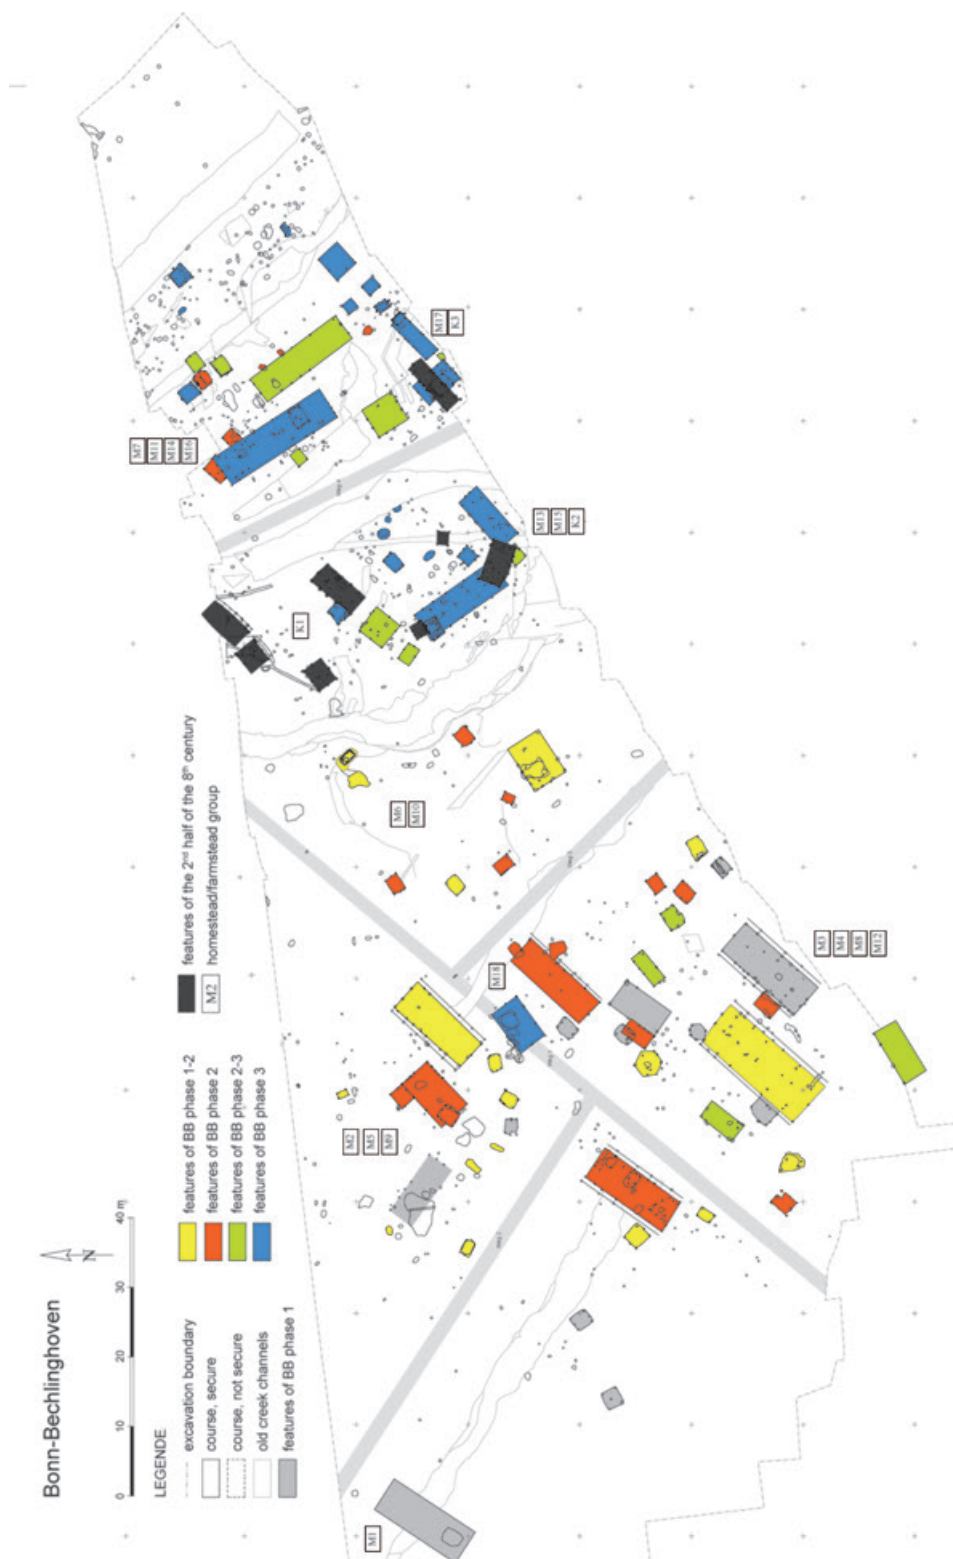 Bonn-Bechlinghoven
N
0
10
20
30
40 m
LEGENDE
excavation boundary
course, secure
course, not secure
old creek channels
features of BB phase 1
features of BB phase 1-2
features of BB phase 2
features of BB phase 2-3
features of BB phase 3
features of the 2nd half of the 8th century
M2
homestead/farmstead group
M1
M2
M5
M9
M18
M3
M4
M8
M12
M6
M10
K1
M13
M15
K2
M7
M11
M14
M16
M17
K3